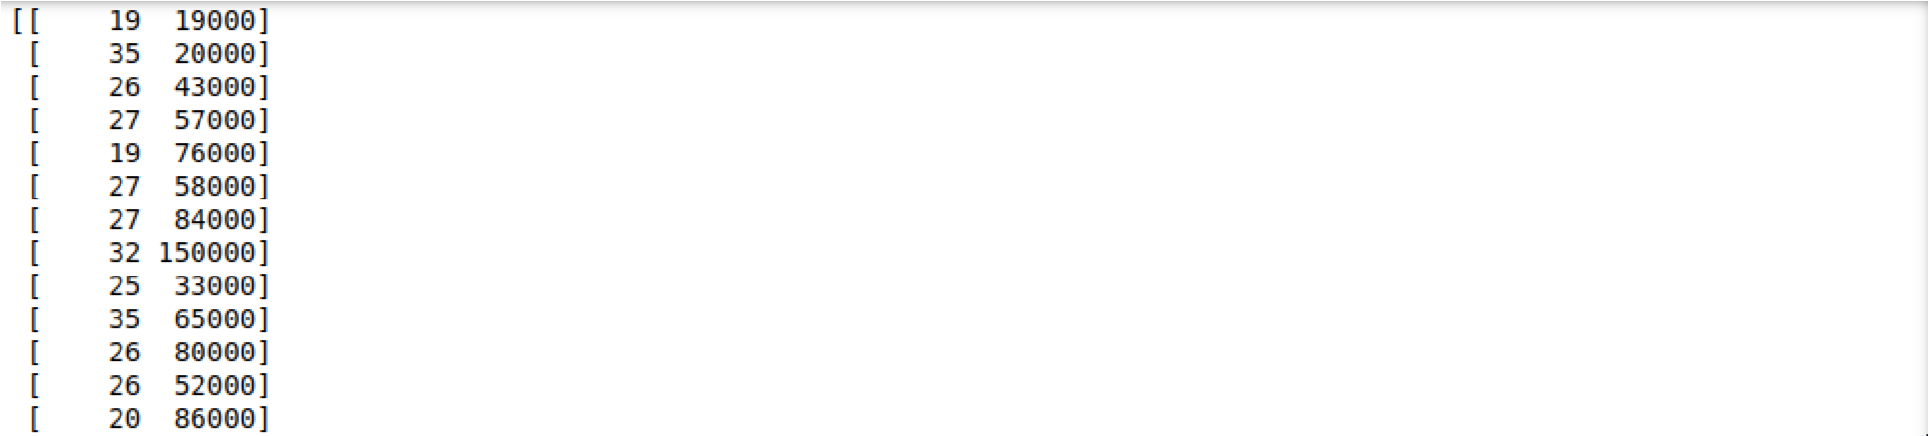 [[    19  19000]
 [    35  20000]
 [    26  43000]
 [    27  57000]
 [    19  76000]
 [    27  58000]
 [    27  84000]
 [    32 150000]
 [    25  33000]
 [    35  65000]
 [    26  80000]
 [    26  52000]
 [    20  86000]